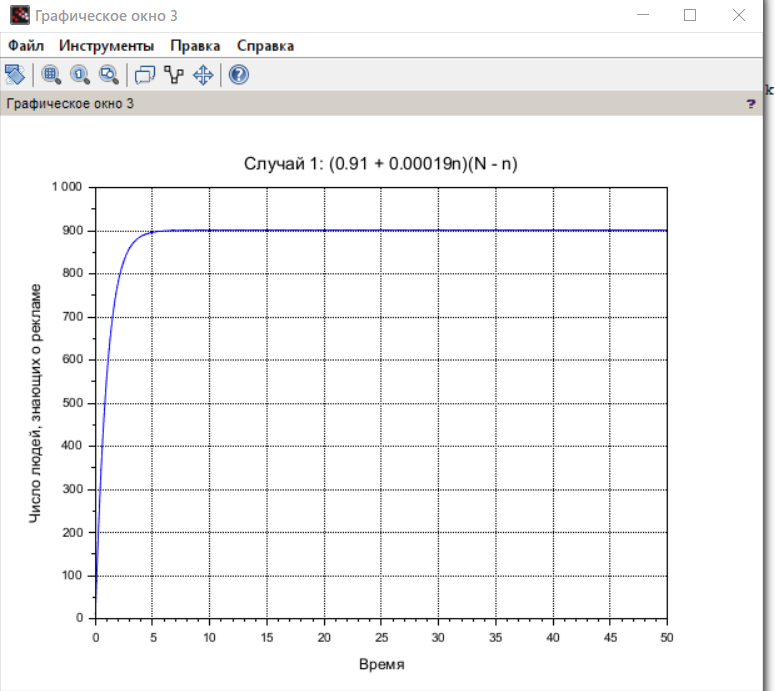 Графическое окно 3
Файл Инструменты Правка Справка
?
k
Графическое окно 3 ?
Случай 1: (0.91 + 0.00019n)(N - n)
1 000
900
800
700
600
500
400
300
200
100
0
Число людей, знающих о рекламе
0 5 10 15 20 25 30 35 40 45 50
Время